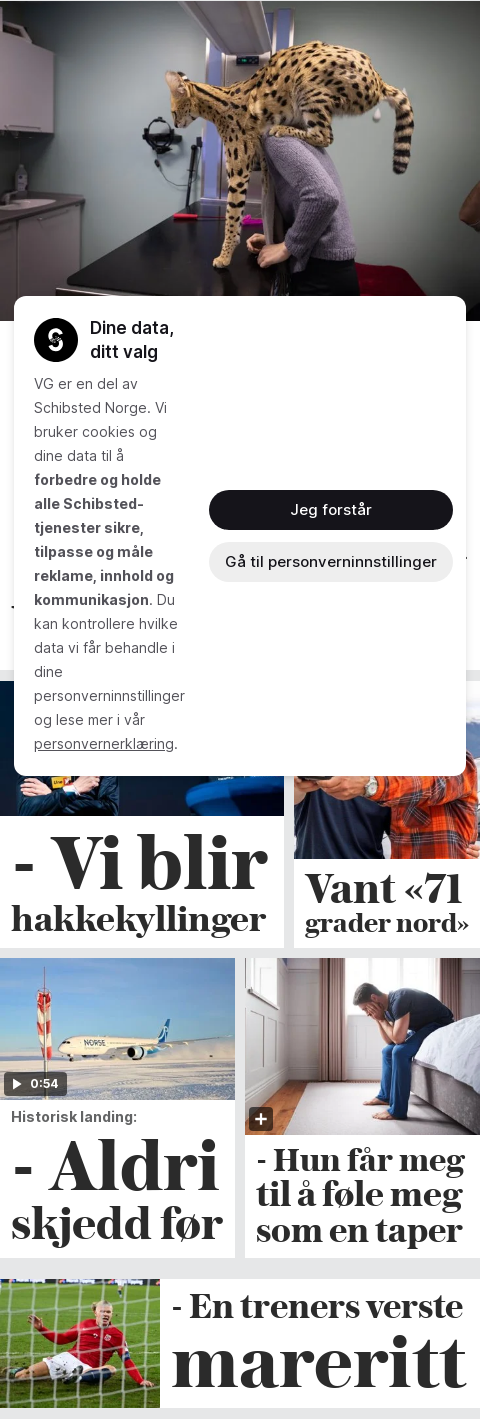 Dine data,
ditt valg
VG er en del av
Schibsted Norge. Vi
bruker cookies og
dine data til å
forbedre og holde
alle Schibsted-
tjenester sikre,
tilpasse og måle
reklame, innhold og
kommunikasjon. Du
kan kontrollere hvilke
data vi får behandle i
dine
personverninnstillinger
og lese mer i vår
personvernerklæring.
Jeg forstår
Gå til personverninnstillinger
- Vi blir
hakkekyllinger
Vant «71
grader nord»
NORSE
0:54
Historisk landing:
- Aldri
skjedd før
- Hun får meg
til å føle meg
som en taper
- En treners verste
mareritt